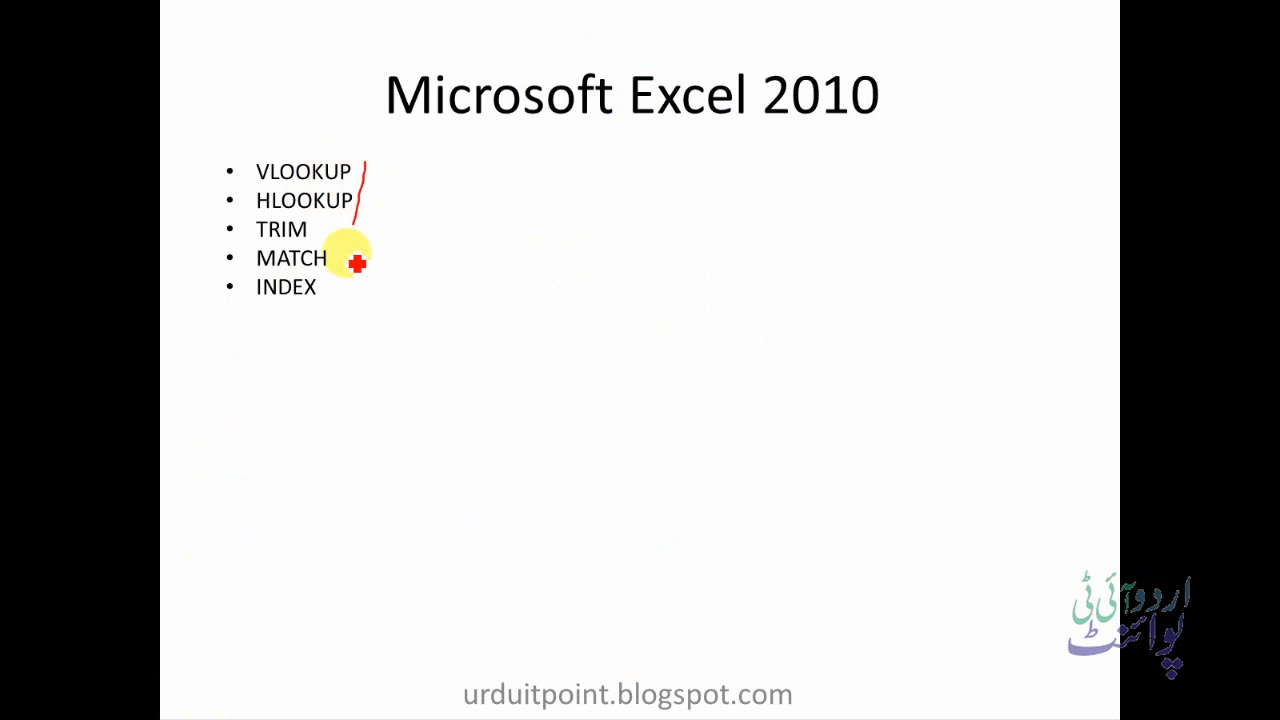 Microsoft Excel 2010
• VLOOKUP
• HLOOKUP
• TRIM
• MATCH
• INDEX
اردو آئی ٹی
پوائنٹ
urduitpoint.blogspot.com